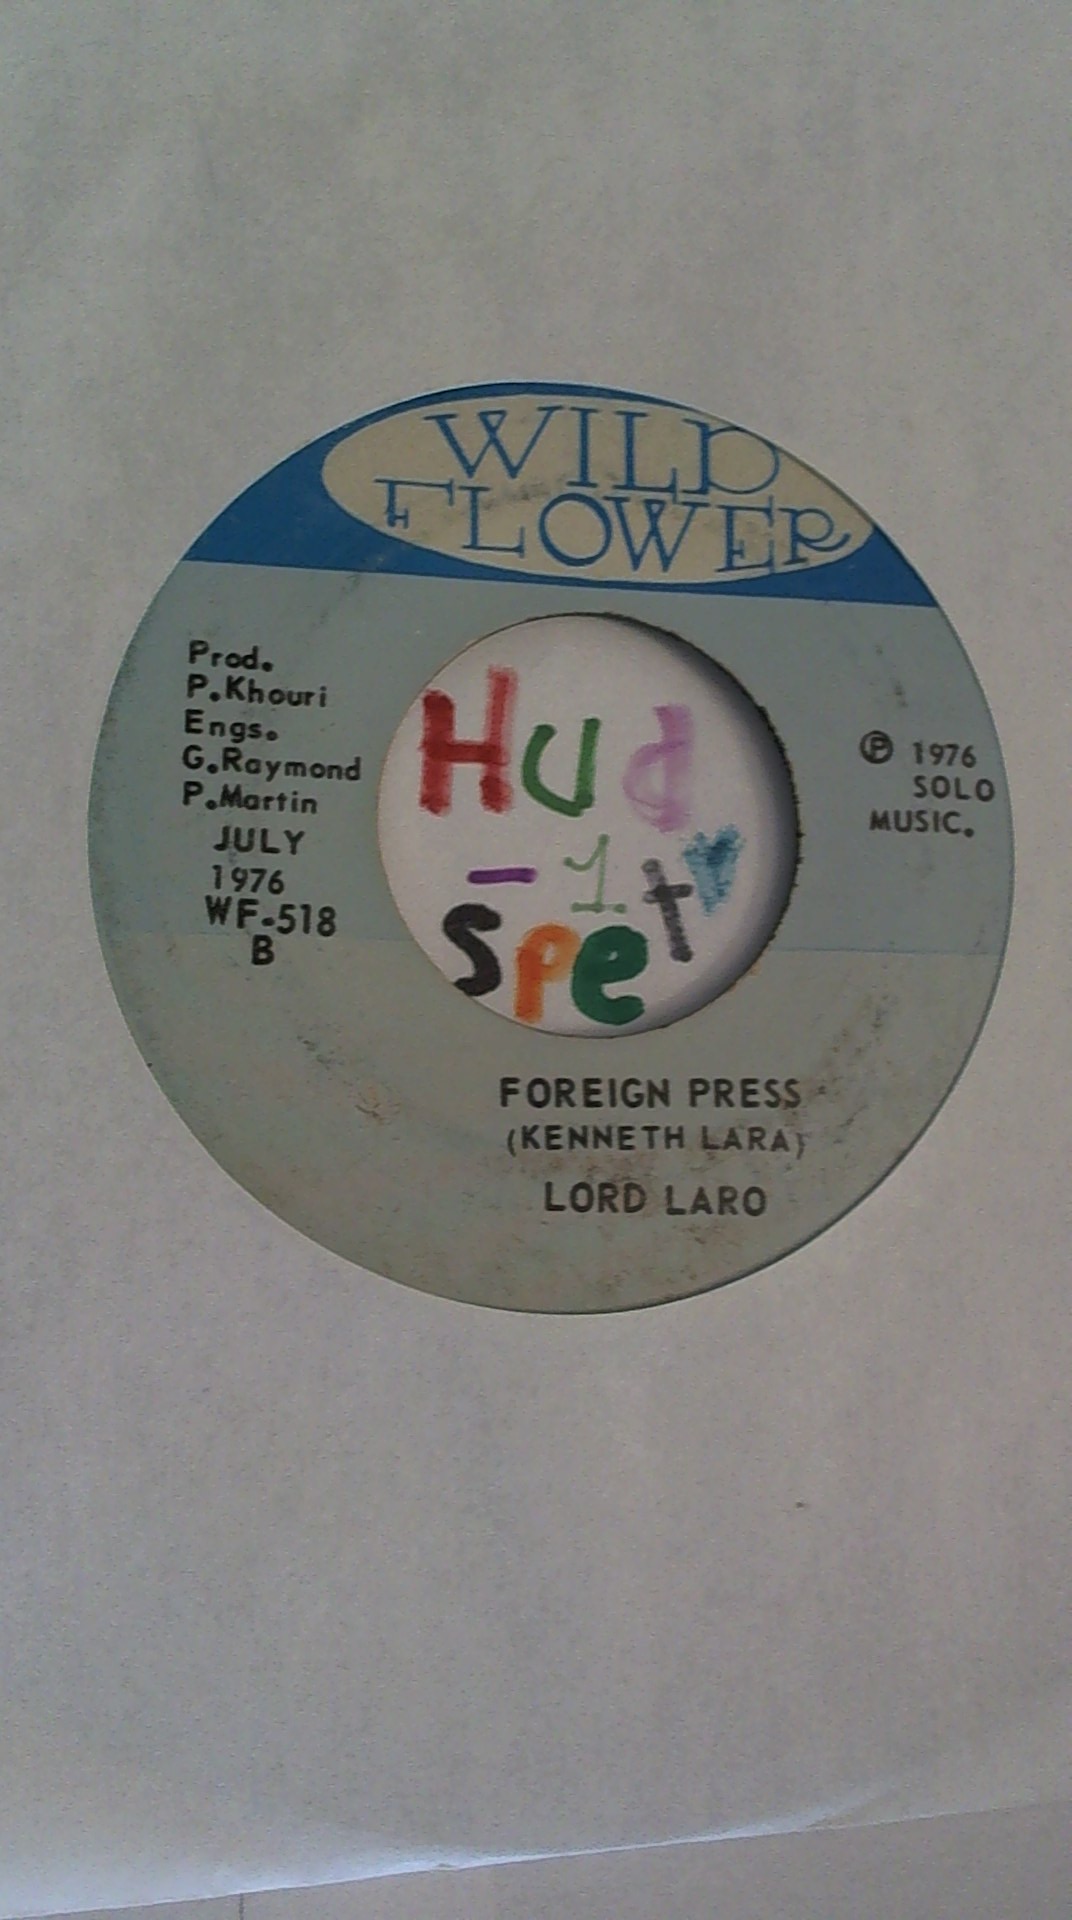 WILD
FLOWER
Prod.
P.Khouri
Engs.
G.Raymond
P.Martin
JULY
1976
WF-518
B
Hud
- 1.
spet
℗ 1976
SOLO
MUSIC.
FOREIGN PRESS
(KENNETH LARA)
LORD LARO